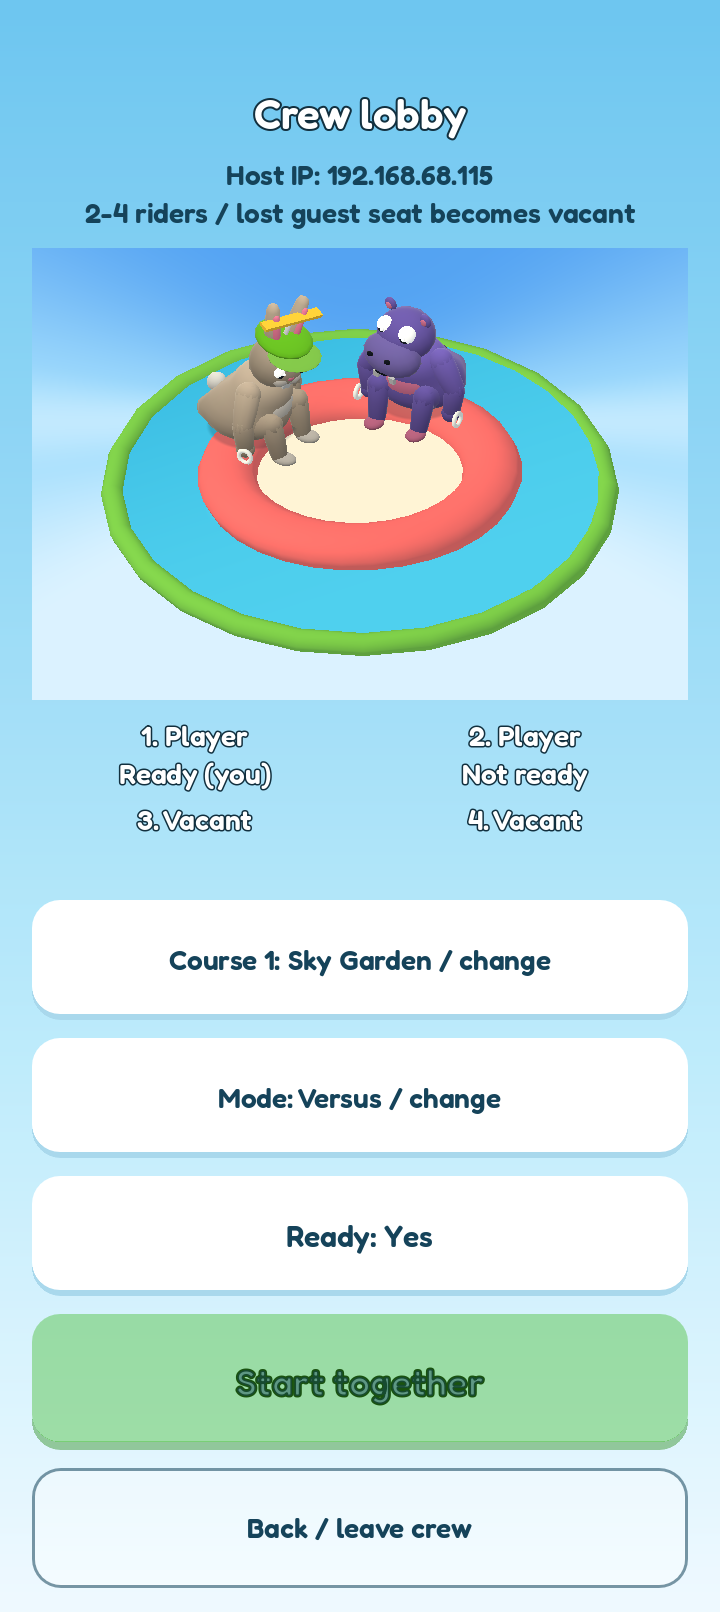 Crew lobby
Host IP: 192.168.68.115
2-4 riders / lost guest seat becomes vacant
1. Player
Ready (you)
2. Player
Not ready
3. Vacant
4. Vacant
Course 1: Sky Garden / change
Mode: Versus / change
Ready: Yes
Start together
Back / leave crew